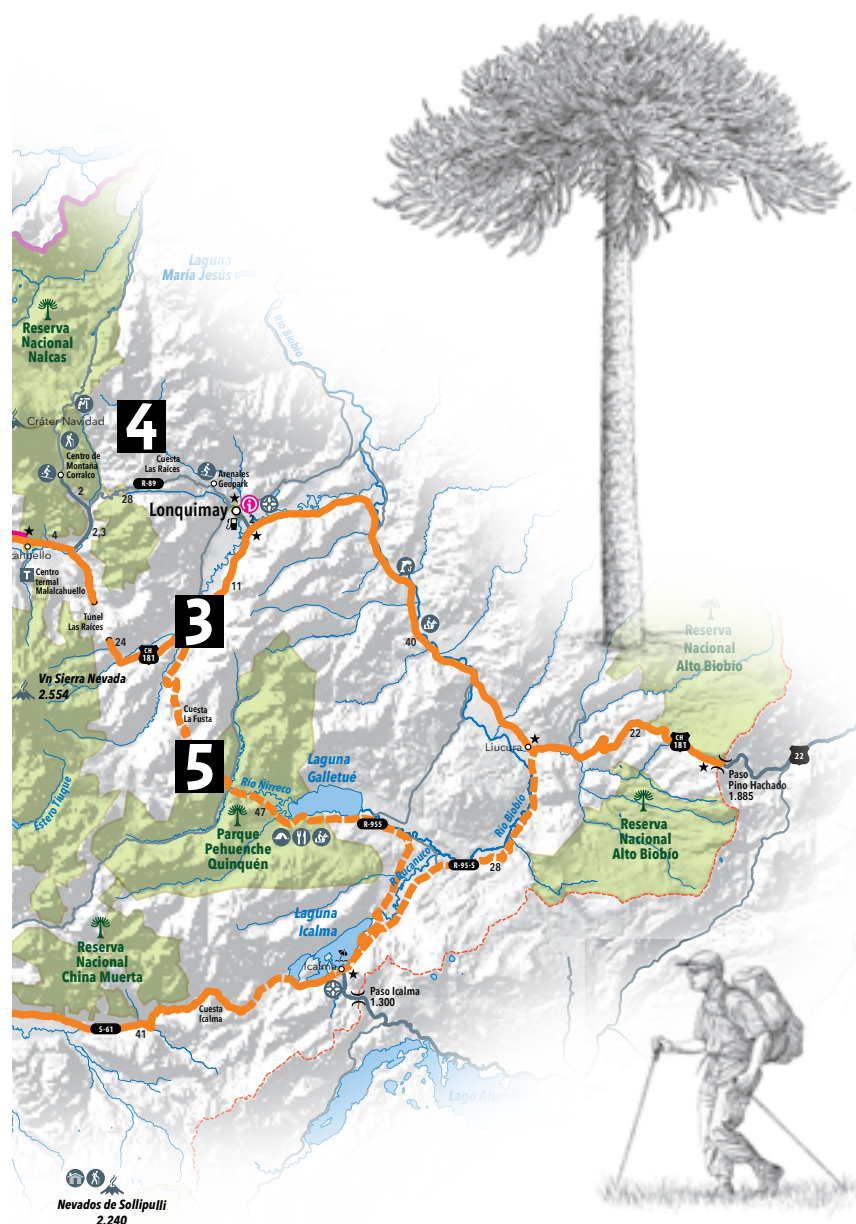 Laguna
María Jesús
Río Biobío
Reserva
Nacional
Nalcas
Cráter Navidad
4
Centro de
Montaña
Corralco
Cuesta
Las Raíces
Arenales
Geopark
R-89
2
28
Lonquimay
i
2
2,3
4
Centro
termal
Malalcahuello
T
11
Túnel
Las Raíces
3
24
CH
181
40
Reserva
Nacional
Alto Biobío
Vn Sierra Nevada
2.554
Cuesta
La Fusta
Liucura
22
CH
181
22
Paso
Pino Hachado
1.885
5
Laguna
Galletué
Río Ñirreco
47
Estero Tiuque
R-955
Parque
Pehuenche
Quinquén
Río Biobío
Reserva
Nacional
Alto Biobío
R-95-S
28
R. Rucanuco
Laguna
Icalma
Reserva
Nacional
China Muerta
Icalma
Paso Icalma
1.300
Cuesta
Icalma
S-61
41
Nevados de Sollipulli
2.240